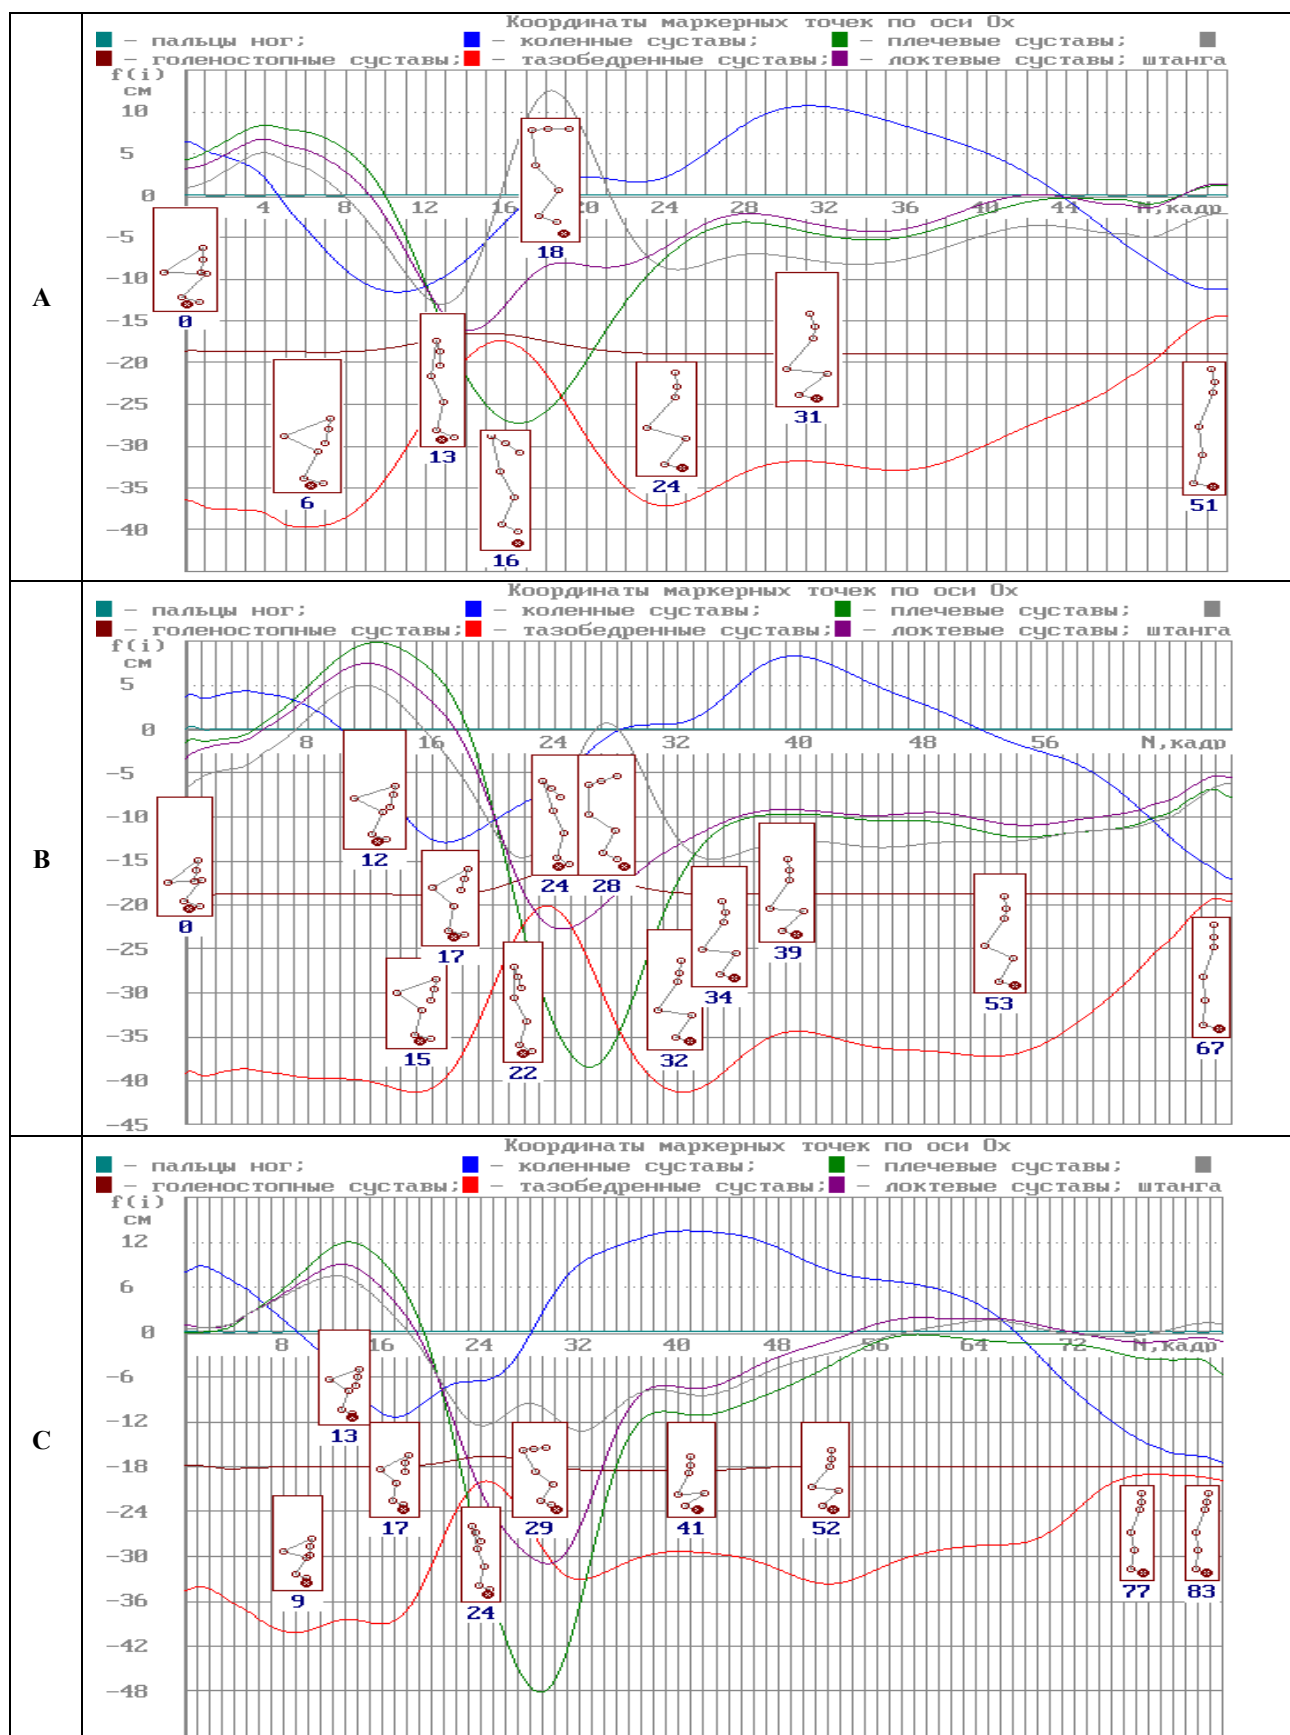 Координаты маркерных точек по оси Ox
– пальцы ног; – коленные суставы; – плечевые суставы;
– голеностопные суставы; – тазобедренные суставы; – локтевые суставы; штанга
f(i)
см
10
5
0
4 8 12 16 20 24 28 32 36 40 44 N,кадр
-5
-10
-15
-20
-25
-30
-35
-40
0
6
13
16
18
24
31
51
A
Координаты маркерных точек по оси Ox
– пальцы ног; – коленные суставы; – плечевые суставы;
– голеностопные суставы; – тазобедренные суставы; – локтевые суставы; штанга
f(i)
см
5
0
8 16 24 32 40 48 56 N,кадр
-5
-10
-15
-20
-25
-30
-35
-40
-45
0
12
15
17
22
24
28
32
34
39
53
67
B
Координаты маркерных точек по оси Ox
– пальцы ног; – коленные суставы; – плечевые суставы;
– голеностопные суставы; – тазобедренные суставы; – локтевые суставы; штанга
f(i)
см
12
6
0
8 16 24 32 40 48 56 64 72 N,кадр
-6
-12
-18
-24
-30
-36
-42
-48
9
13
17
24
29
41
52
77
83
C